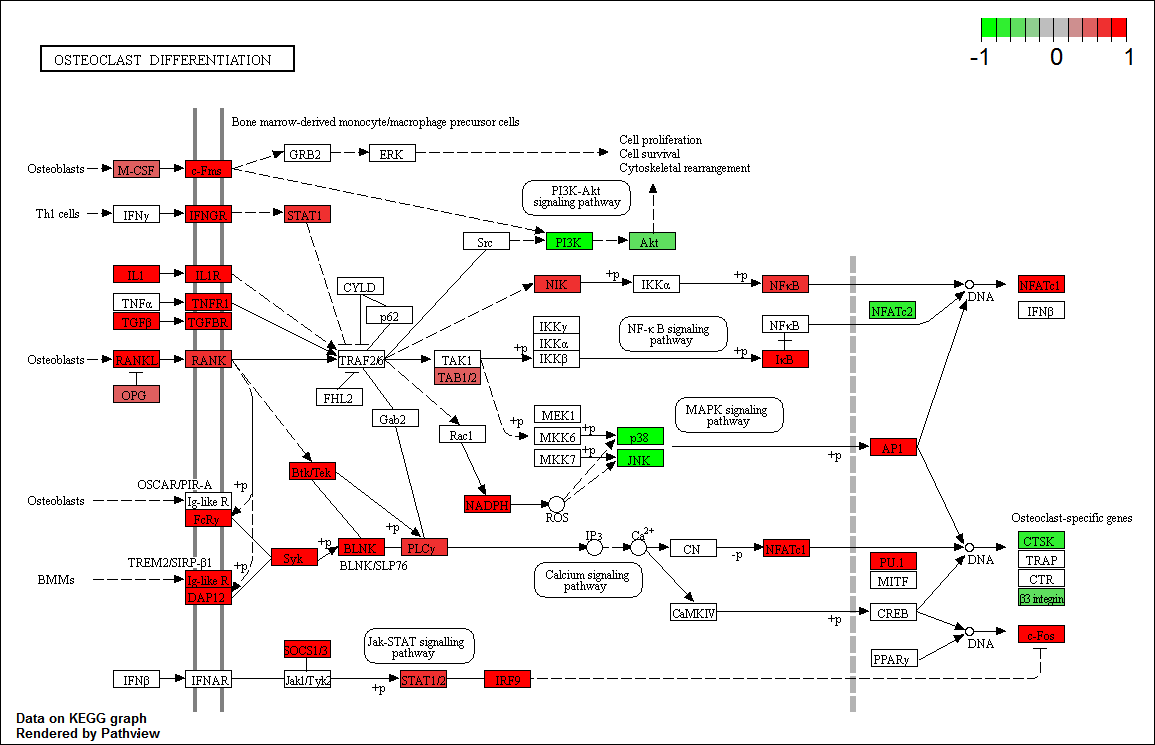 -1 0 1
OSTEOCLAST DIFFERENTIATION
Bone marrow-derived monocyte/macrophage precursor cells
Osteoblasts M-CSF c-Fms GRB2 ERK
Cell proliferation
Cell survival
Cytoskeletal rearrangement
PI3K-Akt
signaling pathway
Th1 cells IFNγ IFNGR STAT1
Src PI3K Akt
IL1 IL1R NIK +p IKKα +p NFκB DNA NFATc1
CYLD
TNFα TNFR1 NFATc2 IFNβ
p62
TGFβ TGFBR IKKγ NF-κB signaling NFκB
pathway
IKKα
Osteoblasts RANKL RANK TRAF2/6 TAK1 +p IKKβ +p IκB
TAB1/2
OPG FHL2
Gab2 MEK1 MAPK signaling
pathway
+p
Rac1 MKK6 +p p38
+p AP1
MKK7 +p JNK
Btk/Tek
OSCAR/PIR-A +p
Osteoblasts Ig-like R NADPH ROS
FcRγ
Osteoclast-specific genes
+p IP3 Ca2+
+p BLNK PLCγ CN -p NFATc1 DNA CTSK
Syk
TREM2/SIRP-β1 BLNK/SLP76 PU.1 TRAP
+p
BMMs Ig-like R Calcium signaling MITF CTR
pathway
DAP12 β3 integrin
CaMKIV +p CREB
DNA c-Fos
SOCS1/3 Jak-STAT signalling
pathway
PPARγ
IFNβ IFNAR Jak1/Tyk2 +p STAT1/2 IRF9
Data on KEGG graph
Rendered by Pathview